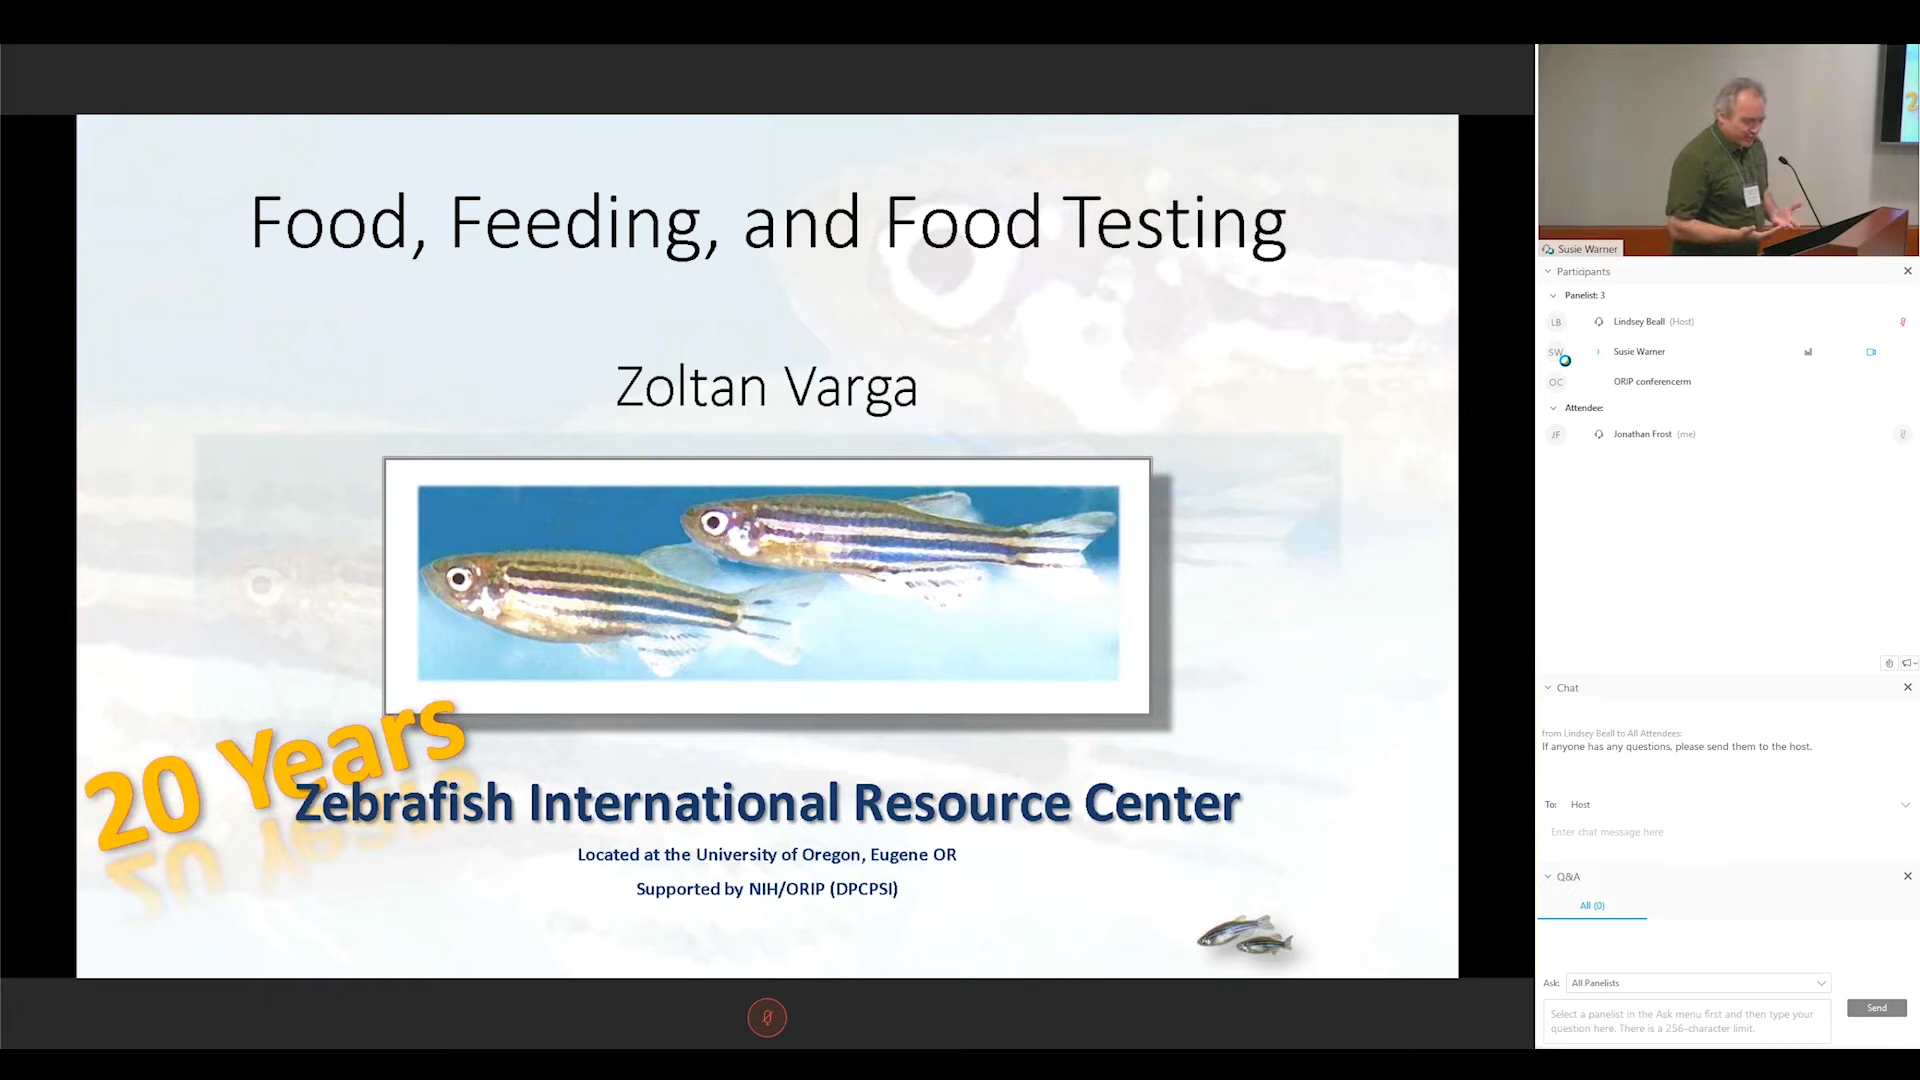 Food, Feeding, and Food Testing
Zoltan Varga
20 Years
Zebrafish International Resource Center
Located at the University of Oregon, Eugene OR
Supported by NIH/ORIP (DPCPSI)
2
Susie Warner
Participants
Panelist: 3
LB Lindsey Beall (Host)
SW Susie Warner
OC ORIP conferencerm
Attendee:
JF Jonathan Frost (me)
Chat
from Lindsey Beall to All Attendees:
If anyone has any questions, please send them to the host.
To: Host
Enter chat message here
Q&A
All (0)
Ask: All Panelists
Select a panelist in the Ask menu first and then type your
question here. There is a 256-character limit.
Send